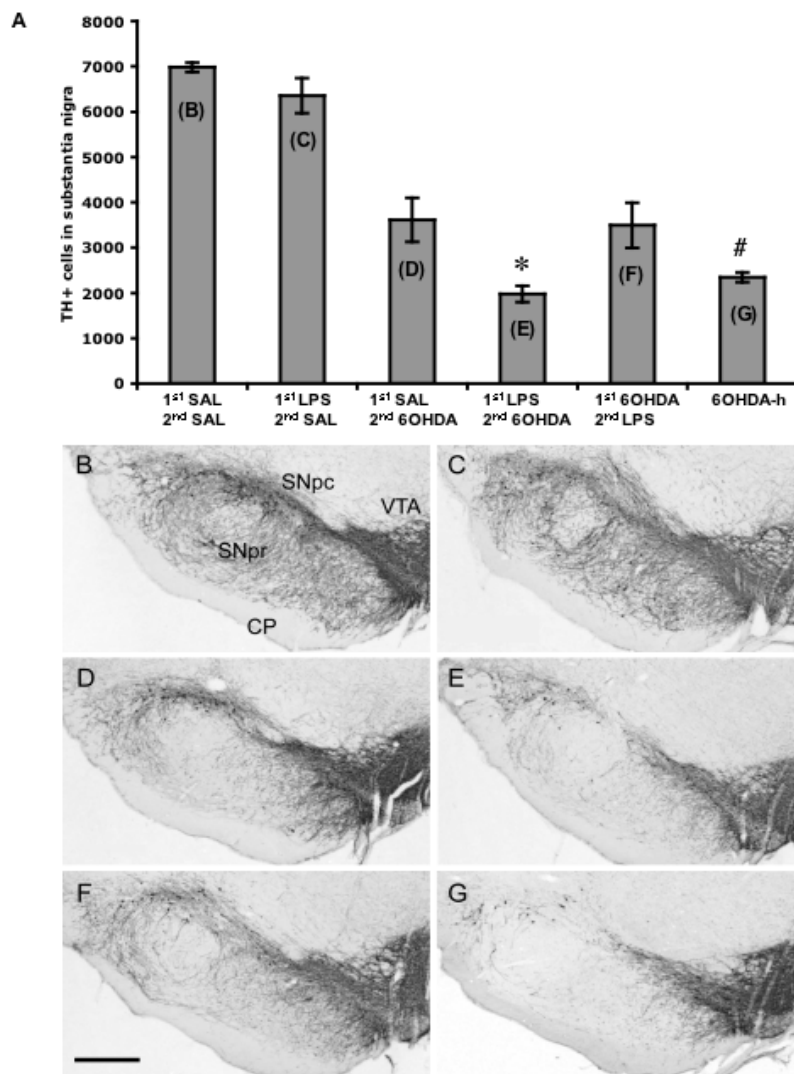 A
8000
7000
6000
5000
4000
3000
2000
1000
0
TH+ cells in substantia nigra
(B)
(C)
(D)
*
(E)
(F)
#
(G)
1st SAL
2nd SAL
1st LPS
2nd SAL
1st SAL
2nd 6OHDA
1st LPS
2nd 6OHDA
1st 6OHDA
2nd LPS
6OHDA-h
B
SNpc
VTA
SNpr
CP
C
D
E
F
G